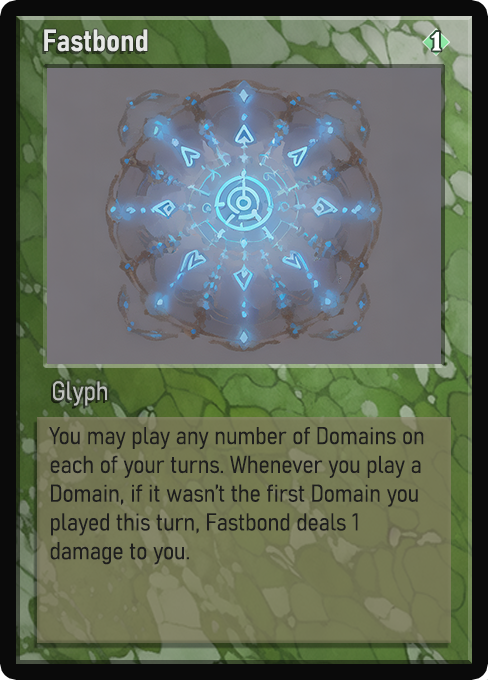 Fastbond
1
Glyph
You may play any number of Domains on
each of your turns. Whenever you play a
Domain, if it wasn't the first Domain you
played this turn, Fastbond deals 1
damage to you.